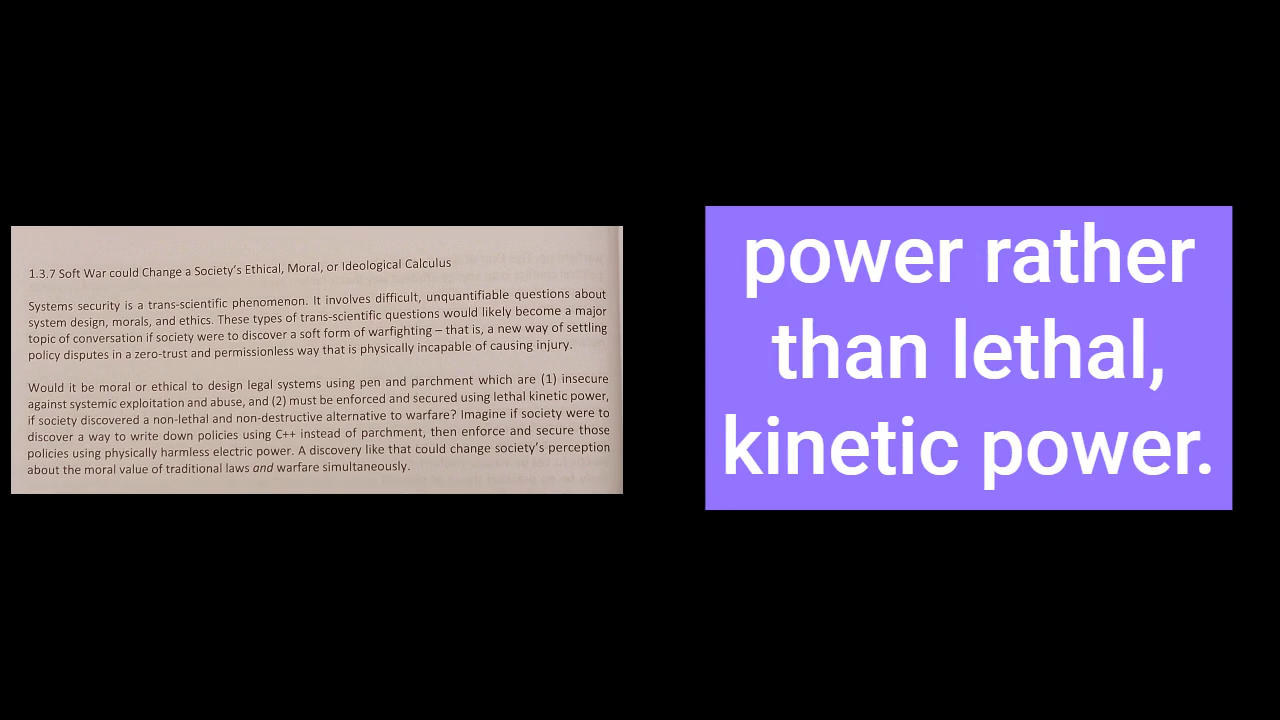 1.3.7 Soft War could Change a Society's Ethical, Moral, or Ideological Calculus
Systems security is a trans-scientific phenomenon. It involves difficult, unquantifiable questions about
system design, morals, and ethics. These types of trans-scientific questions would likely become a major
topic of conversation if society were to discover a soft form of warfighting – that is, a new way of settling
policy disputes in a zero-trust and permissionless way that is physically incapable of causing injury.
Would it be moral or ethical to design legal systems using pen and parchment which are (1) insecure
against systemic exploitation and abuse, and (2) must be enforced and secured using lethal kinetic power,
if society discovered a non-lethal and non-destructive alternative to warfare? Imagine if society were to
discover a way to write down policies using C++ instead of parchment, then enforce and secure those
policies using physically harmless electric power. A discovery like that could change society's perception
about the moral value of traditional laws and warfare simultaneously.
power rather
than lethal,
kinetic power.